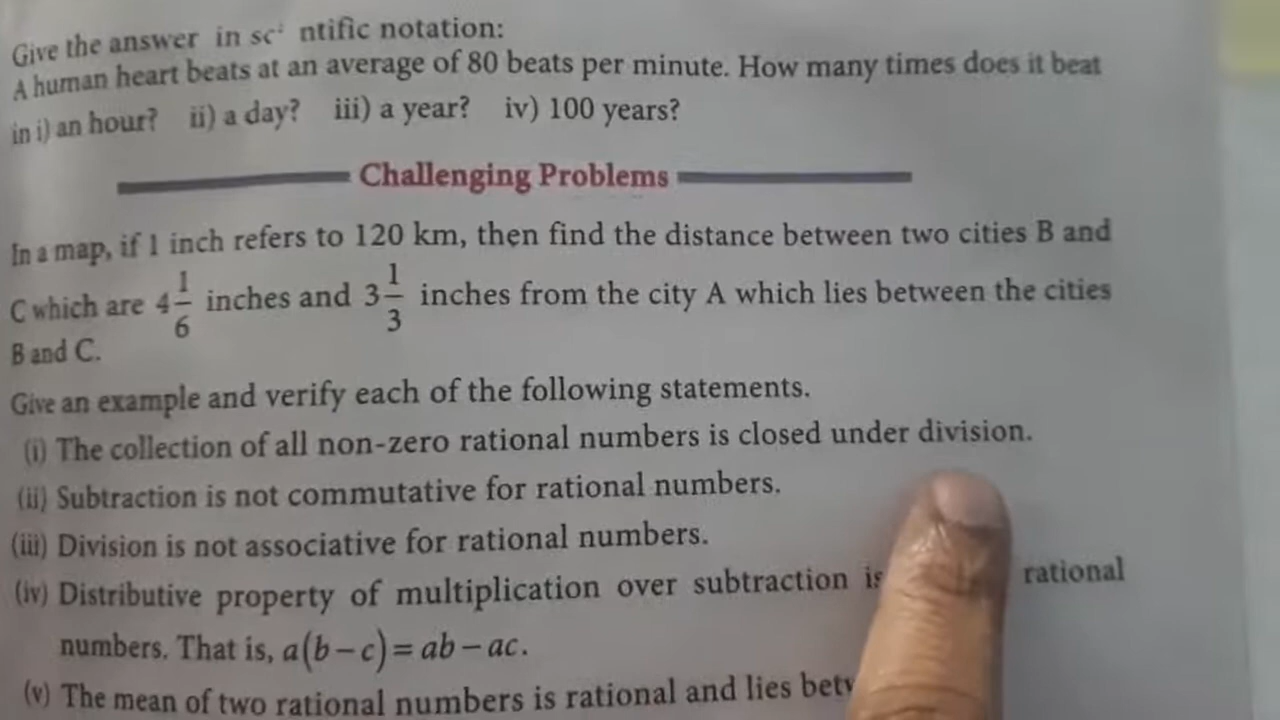 Give the answer in sc ntific notation:
A human heart beats at an average of 80 beats per minute. How many times does it beat
in i) an hour? ii) a day? iii) a year? iv) 100 years?
Challenging Problems
In a map, if 1 inch refers to 120 km, then find the distance between two cities B and
C which are 4 1/6 inches and 3 1/3 inches from the city A which lies between the cities
B and C.
Give an example and verify each of the following statements.
(i) The collection of all non-zero rational numbers is closed under division.
(ii) Subtraction is not commutative for rational numbers.
(iii) Division is not associative for rational numbers.
(iv) Distributive property of multiplication over subtraction is rational
numbers. That is, a(b – c) = ab – ac.
(v) The mean of two rational numbers is rational and lies